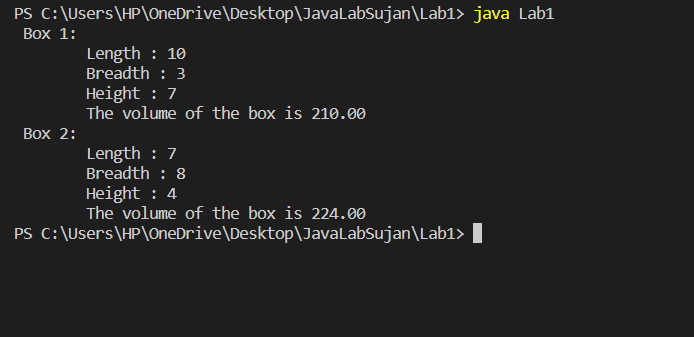 PS C:\Users\HP\OneDrive\Desktop\JavaLabSujan\Lab1> java Lab1
Box 1:
Length : 10
Breadth : 3
Height : 7
The volume of the box is 210.00
Box 2:
Length : 7
Breadth : 8
Height : 4
The volume of the box is 224.00
PS C:\Users\HP\OneDrive\Desktop\JavaLabSujan\Lab1>